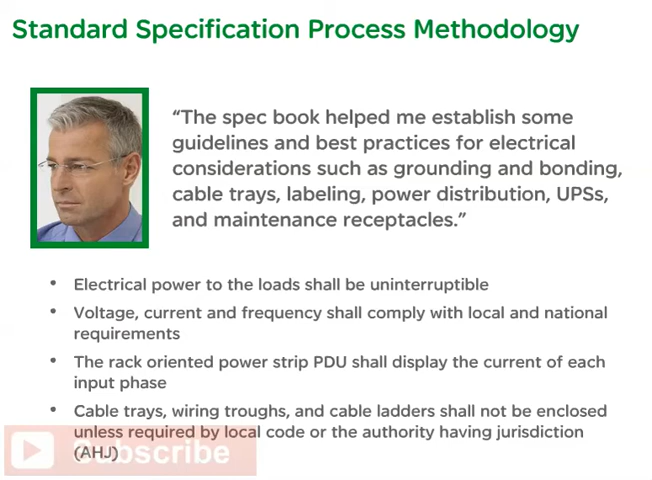 Standard Specification Process Methodology
“The spec book helped me establish some
guidelines and best practices for electrical
considerations such as grounding and bonding,
cable trays, labeling, power distribution, UPSs,
and maintenance receptacles.”
• Electrical power to the loads shall be uninterruptible
• Voltage, current and frequency shall comply with local and national
requirements
• The rack oriented power strip PDU shall display the current of each
input phase
• Cable trays, wiring troughs, and cable ladders shall not be enclosed
unless required by local code or the authority having jurisdiction
(AHJ)
Subscribe